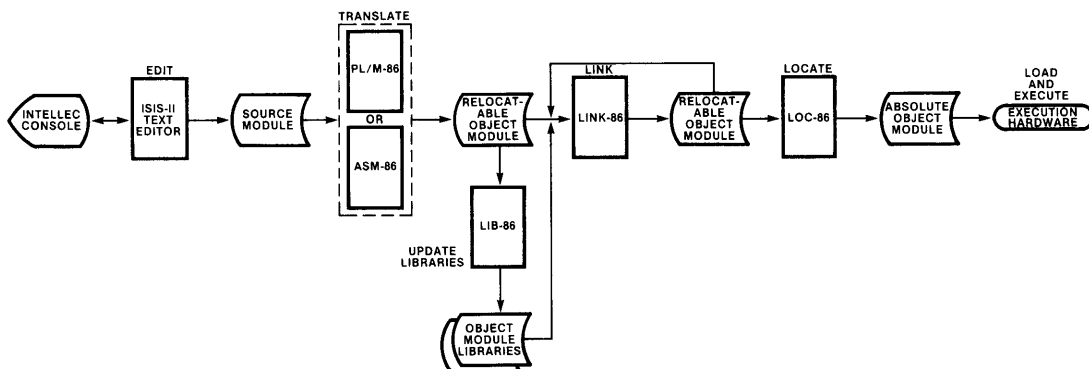 TRANSLATE
EDIT
INTELLEC
CONSOLE
ISIS-II
TEXT
EDITOR
SOURCE
MODULE
PL/M-86
OR
ASM-86
RELOCAT-
ABLE
OBJECT
MODULE
LIB-86
UPDATE
LIBRARIES
OBJECT
MODULE
LIBRARIES
LINK
LINK-86
RELOCAT-
ABLE
OBJECT
MODULE
LOCATE
LOC-86
ABSOLUTE
OBJECT
MODULE
LOAD
AND
EXECUTE
EXECUTION
HARDWARE